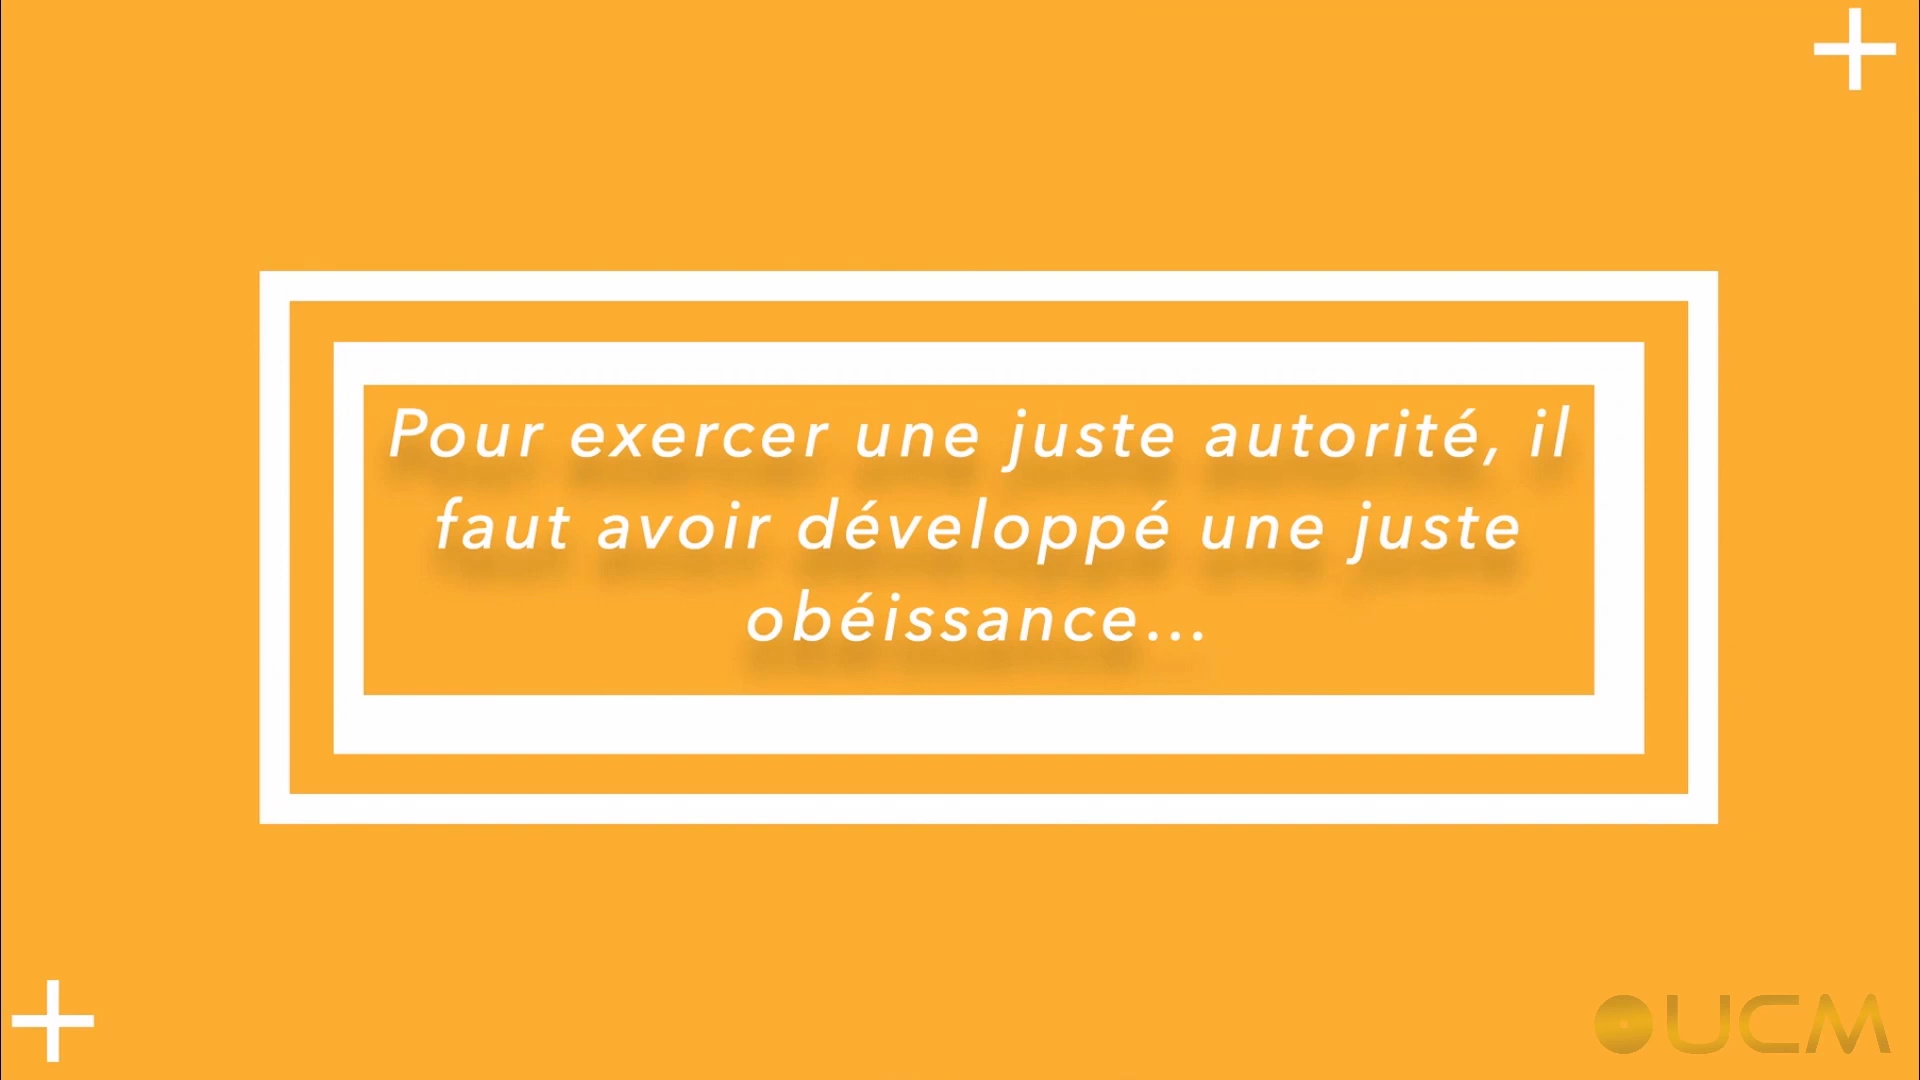 Pour exercer une juste autorité, il
faut avoir développé une juste
obéissance...
UCM